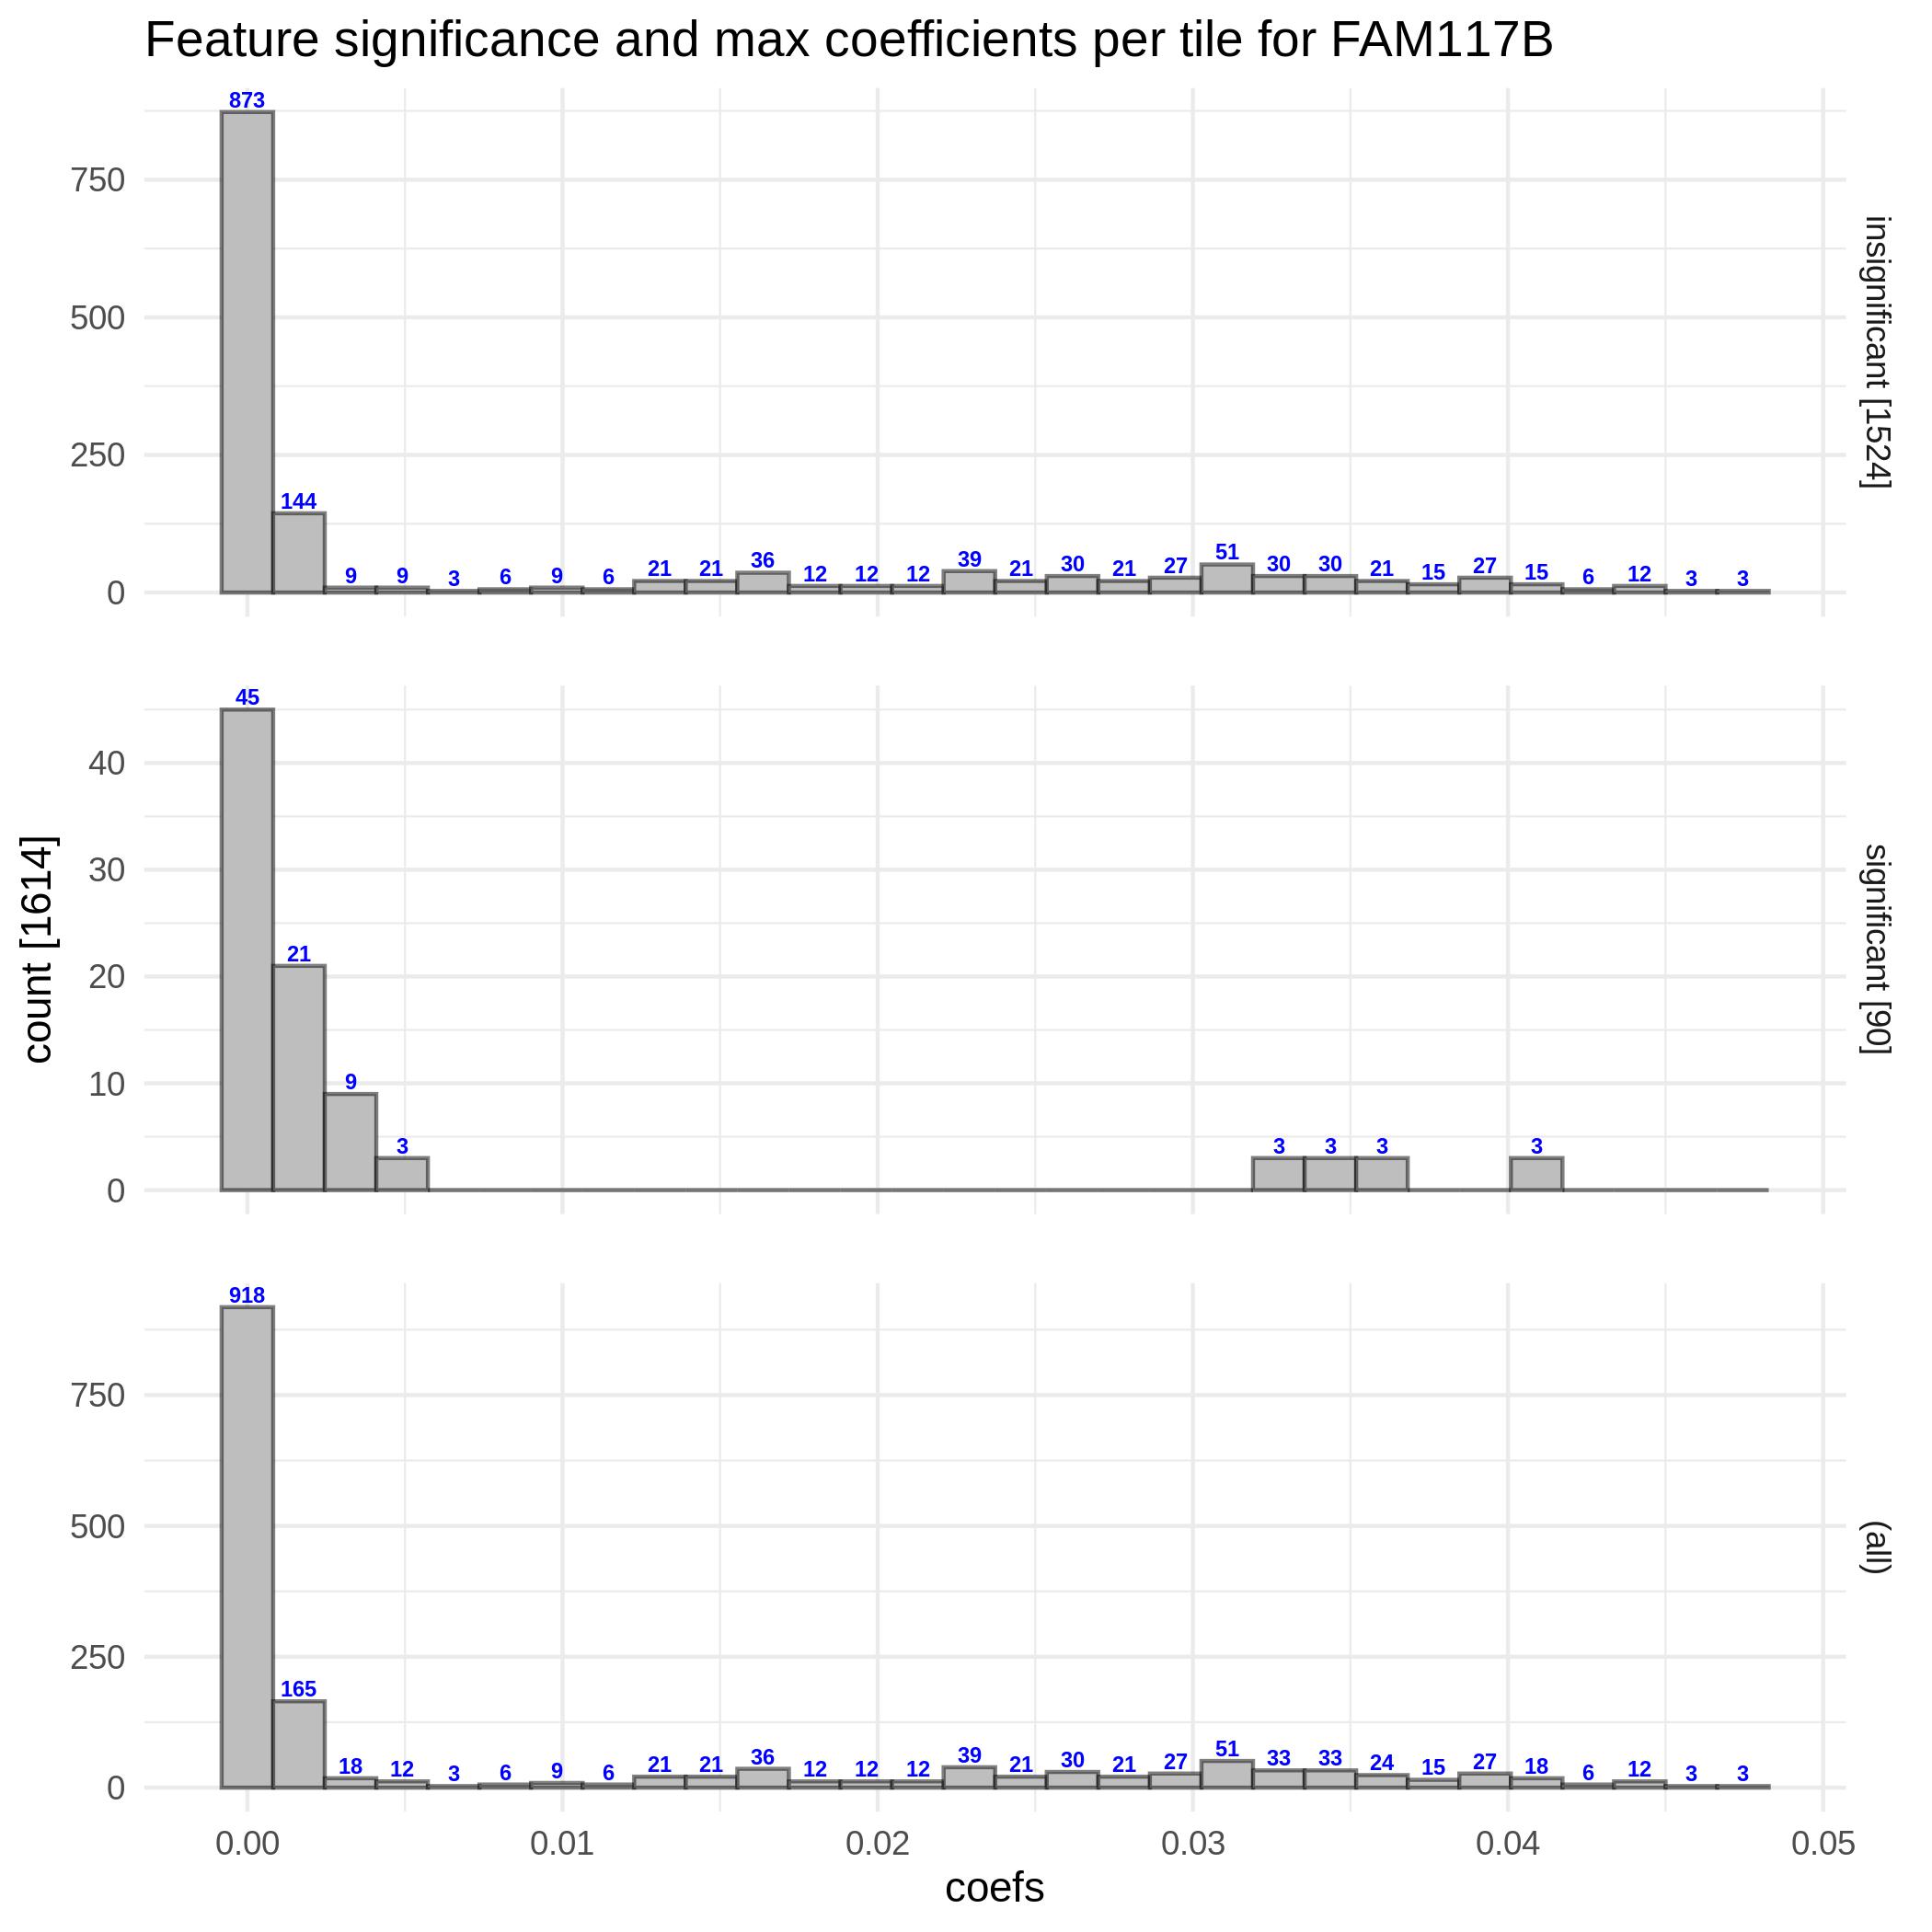 Feature significance and max coefficients per tile for FAM117B
873
750
500
250
144
9 9 3 6 9 6 21 21 36 12 12 12 39 21 30 21 27 51 30 30 21 15 27 15 6 12 3 3
0
insignificant [1524]
45
40
30
21
20
9
10
3 3 3 3 3
0
significant [90]
count [1614]
918
750
500
250
165
18 12 3 6 9 6 21 21 36 12 12 12 39 21 30 21 27 51 33 33 24 15 27 18 6 12 3 3
0
(all)
0.00 0.01 0.02 0.03 0.04 0.05
coefs